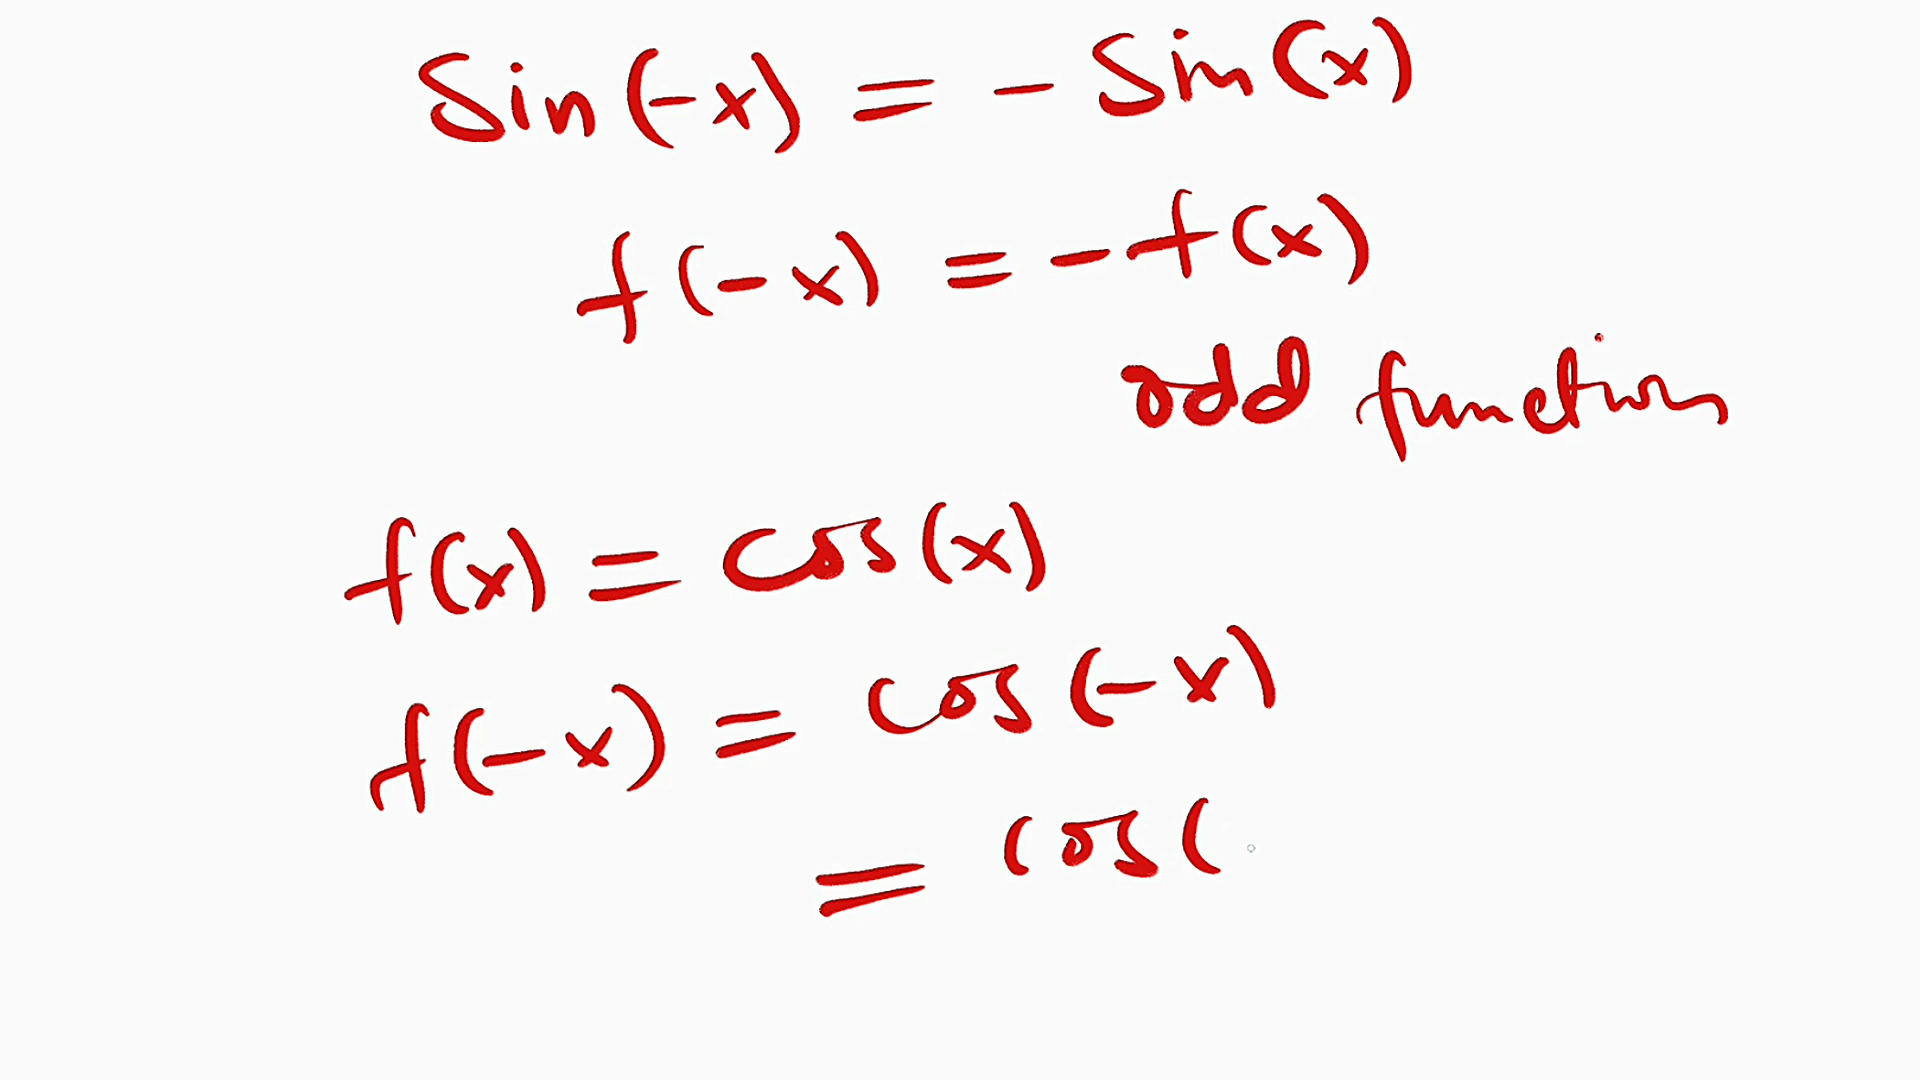 Sin(-x) = - Sin(x)
f(-x) = -f(x)
odd function
f(x) = cos(x)
f(-x) = cos(-x)
= cos(